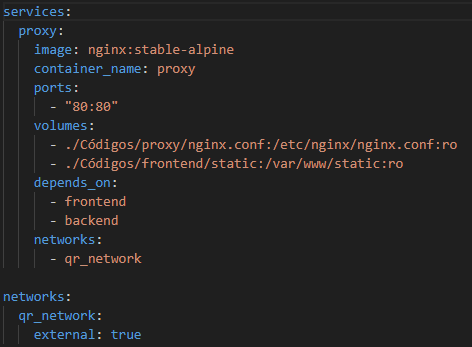 services:
  proxy:
    image: nginx:stable-alpine
    container_name: proxy
    ports:
      - "80:80"
    volumes:
      - ./Códigos/proxy/nginx.conf:/etc/nginx/nginx.conf:ro
      - ./Códigos/frontend/static:/var/www/static:ro
    depends_on:
      - frontend
      - backend
    networks:
      - qr_network

networks:
  qr_network:
    external: true